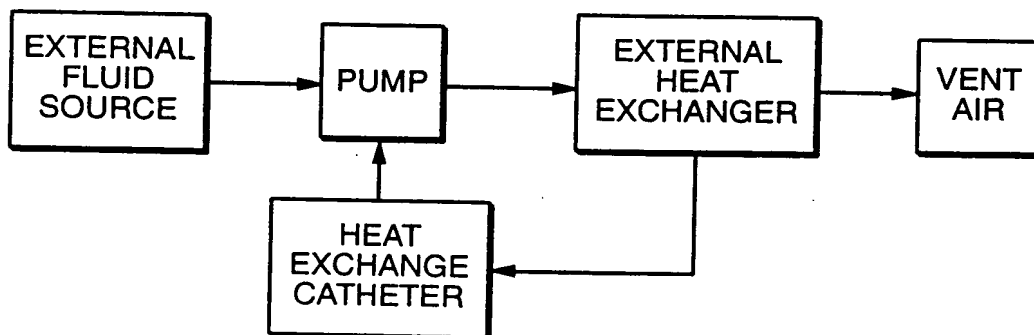 EXTERNAL
FLUID
SOURCE
PUMP
EXTERNAL
HEAT
EXCHANGER
VENT
AIR
HEAT
EXCHANGE
CATHETER